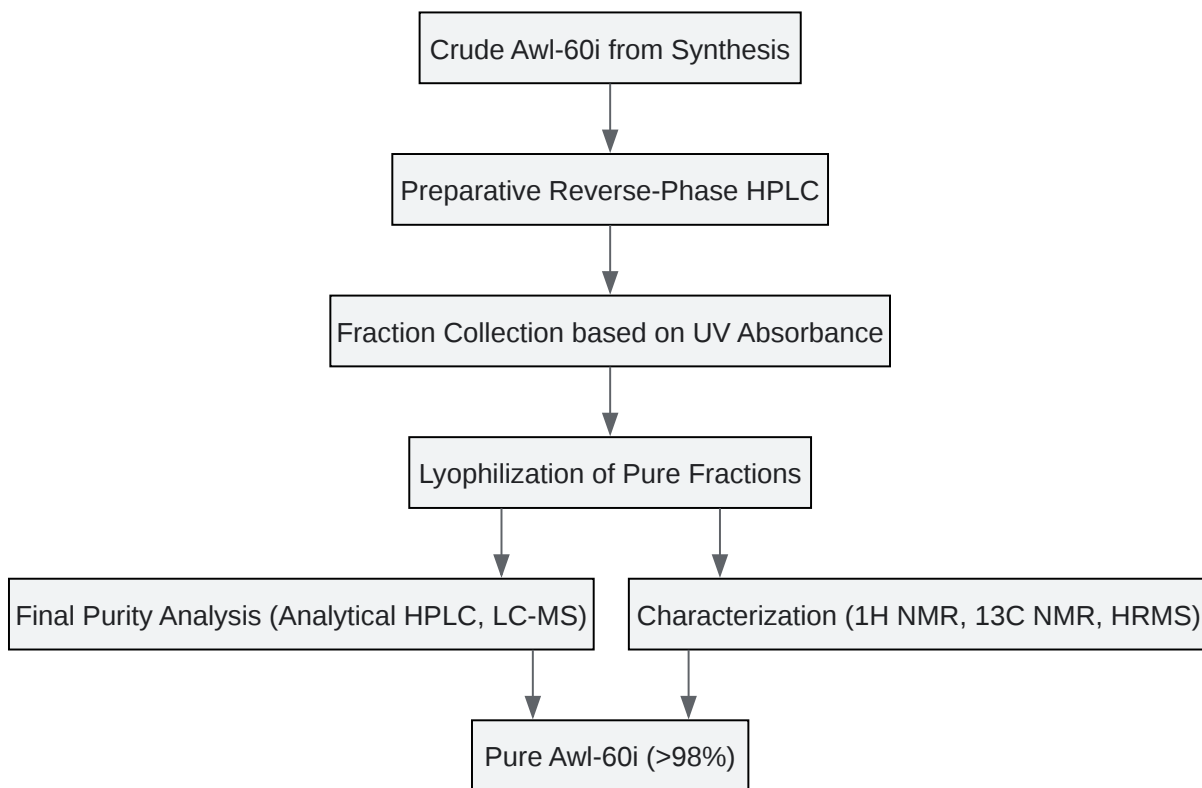 Crude Awl-60i from Synthesis
Preparative Reverse-Phase HPLC
Fraction Collection based on UV Absorbance
Lyophilization of Pure Fractions
Final Purity Analysis (Analytical HPLC, LC-MS)
Characterization (1H NMR, 13C NMR, HRMS)
Pure Awl-60i (>98%)